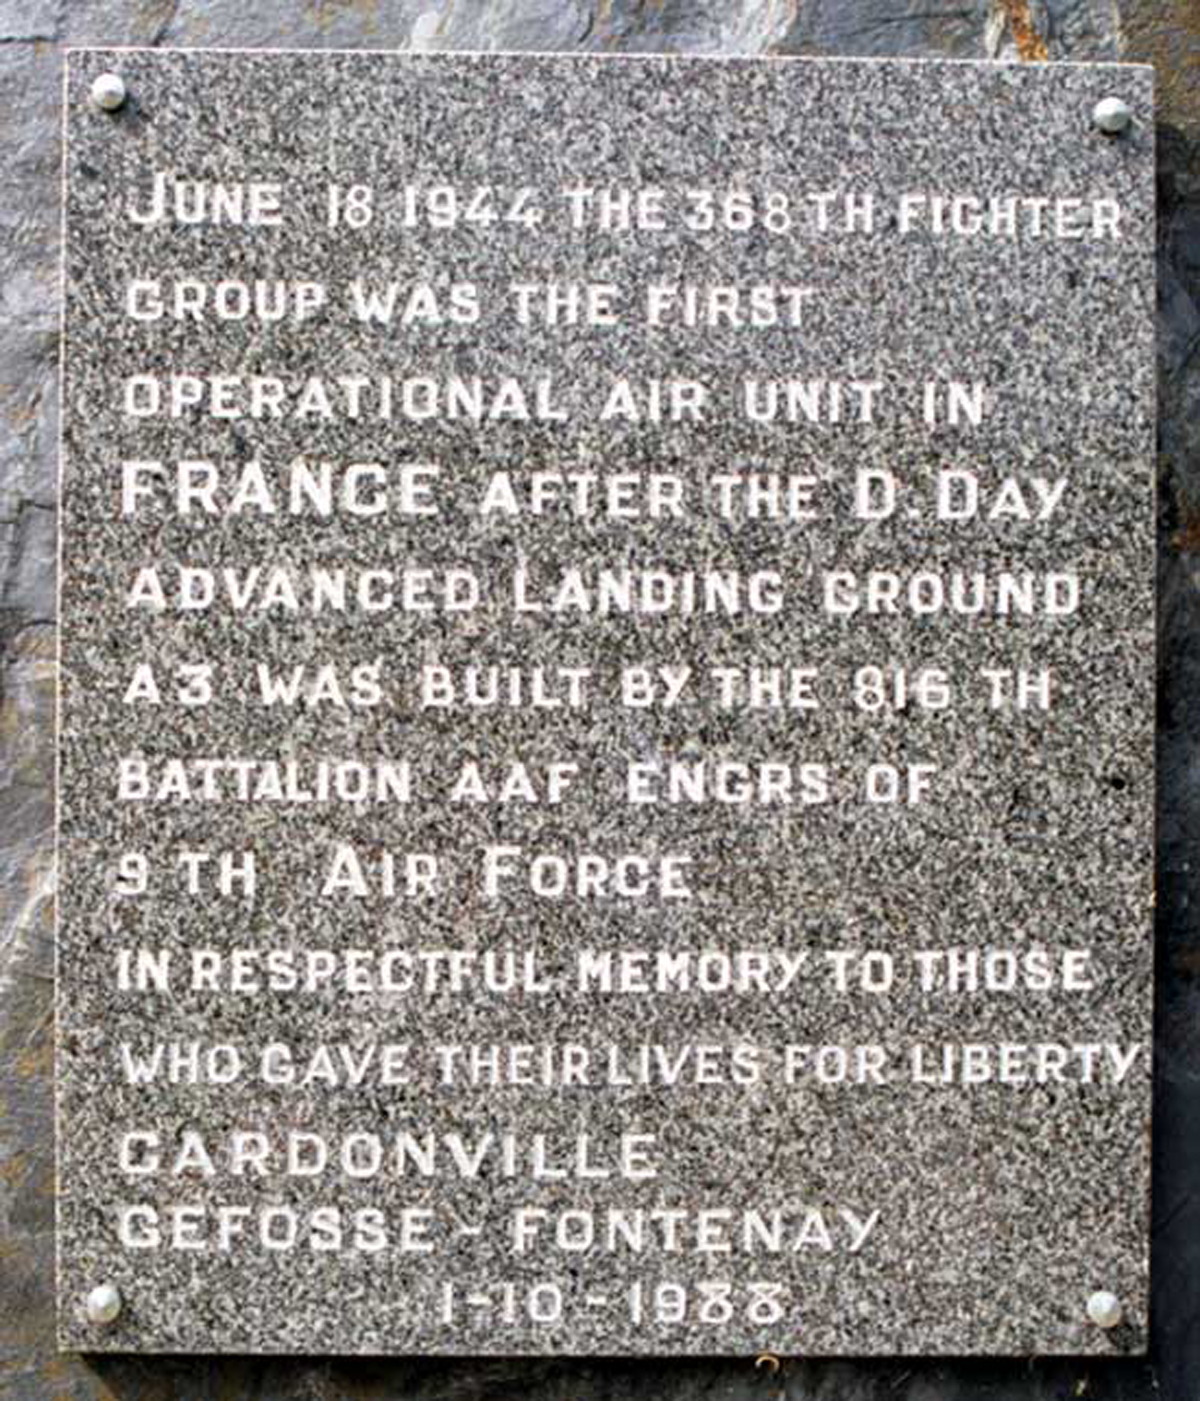 JUNE 18 1944 THE 368TH FIGHTER
GROUP WAS THE FIRST
OPERATIONAL AIR UNIT IN
FRANCE AFTER THE D.DAY
ADVANCED LANDING GROUND
A3 WAS BUILT BY THE 816 TH
BATTALION AAF ENGRS OF
9 TH AIR FORCE
IN RESPECTFUL MEMORY TO THOSE
WHO GAVE THEIR LIVES FOR LIBERTY
CARDONVILLE
GEFOSSE - FONTENAY
1-10-1988